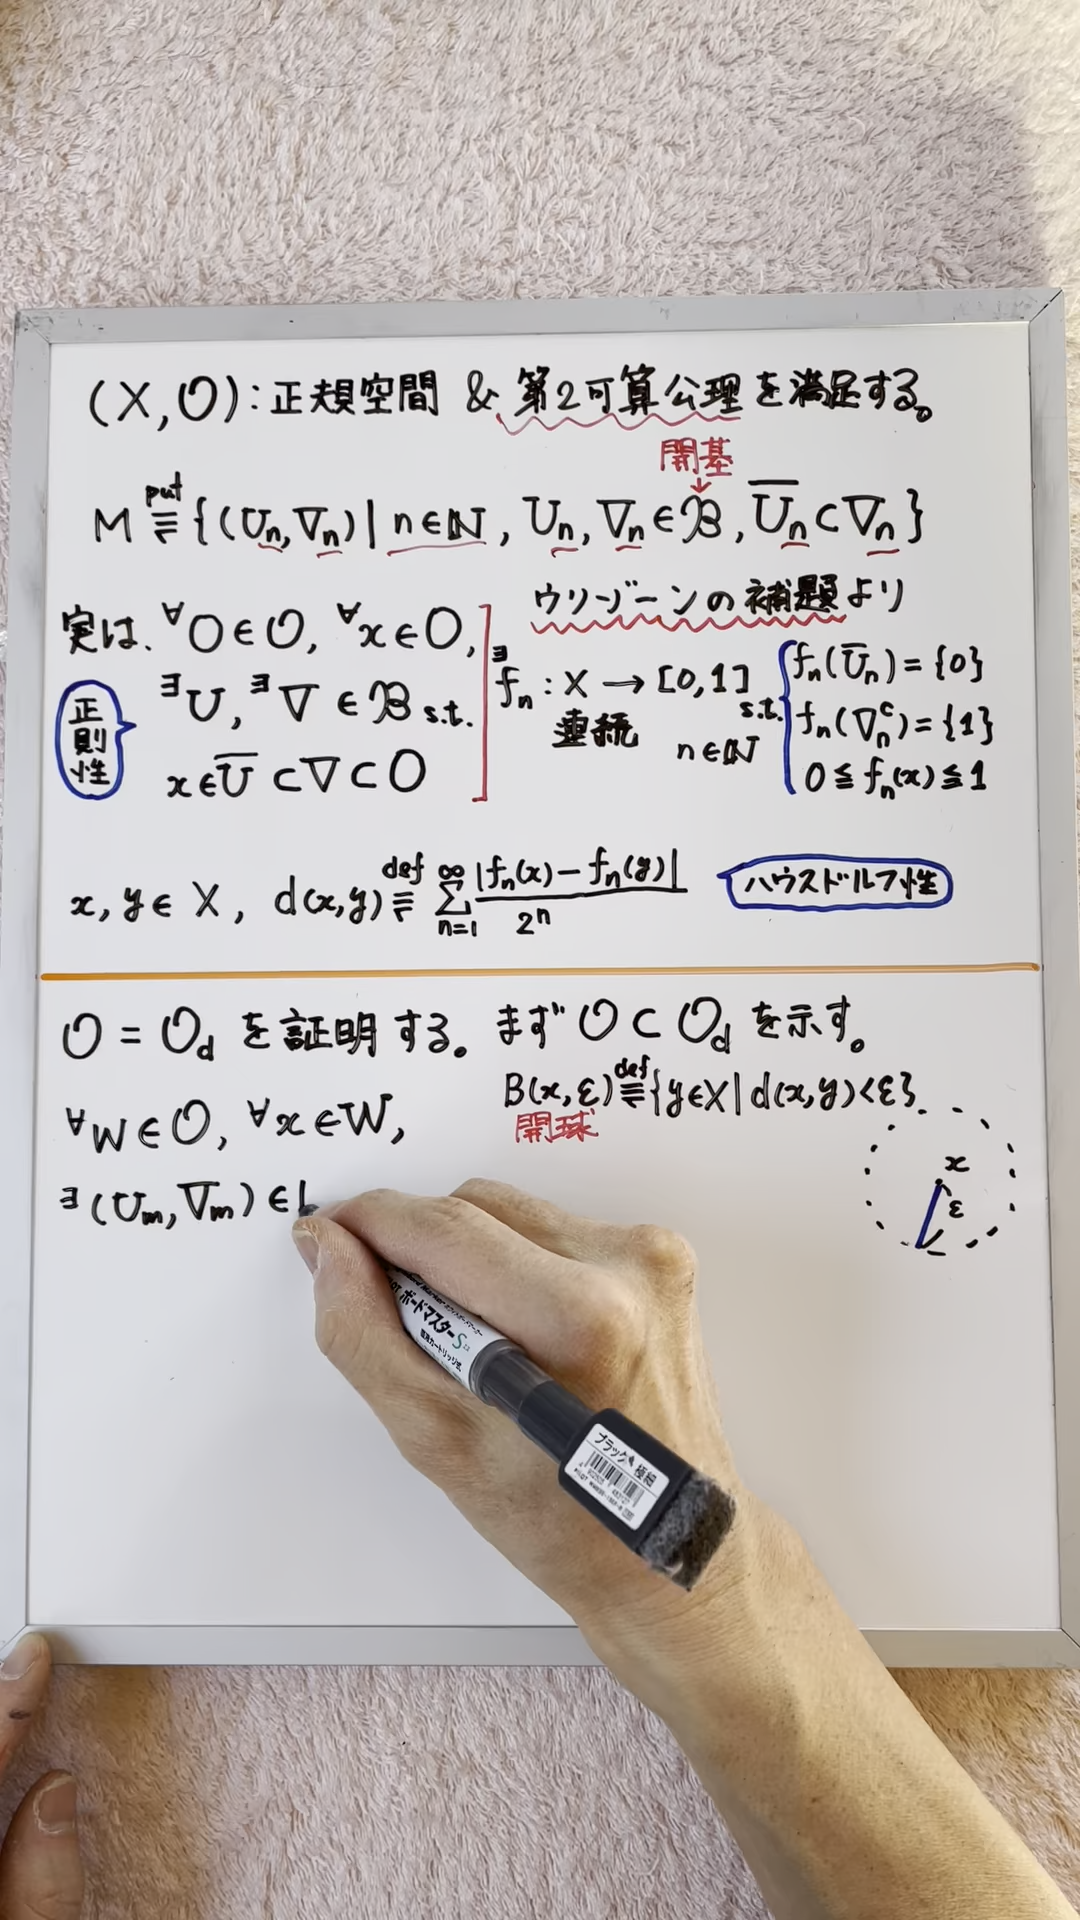 (X, O) : 正規空間 & 第2可算公理を満足する。
開基
↓
M put≡ {(Un, Vn) | n∈ℕ, Un, Vn∈B, Ūn⊂Vn}
実は、∀O∈O, ∀x∈O,
正則性
∃U, ∃V ∈B s.t.
x∈Ū⊂V⊂O
ウリゾーンの補題より
∃fn : X → [0,1] s.t.
連続 n∈ℕ
fn(Ūn) = {0}
fn(Vnᶜ) = {1}
0≦fn(x)≦1
x, y∈X, d(x,y) def≡ ∞Σn=1 |fn(x)-fn(y)| / 2ⁿ
ハウスドルフ性
O = Od を証明する。まず O⊂Od を示す。
∀W∈O, ∀x∈W,
B(x,ε) def≡ {y∈X | d(x,y)<ε}
開球
x
ε
∃(Um, Vm) ∈
ボードマスターS
ブラック 極細